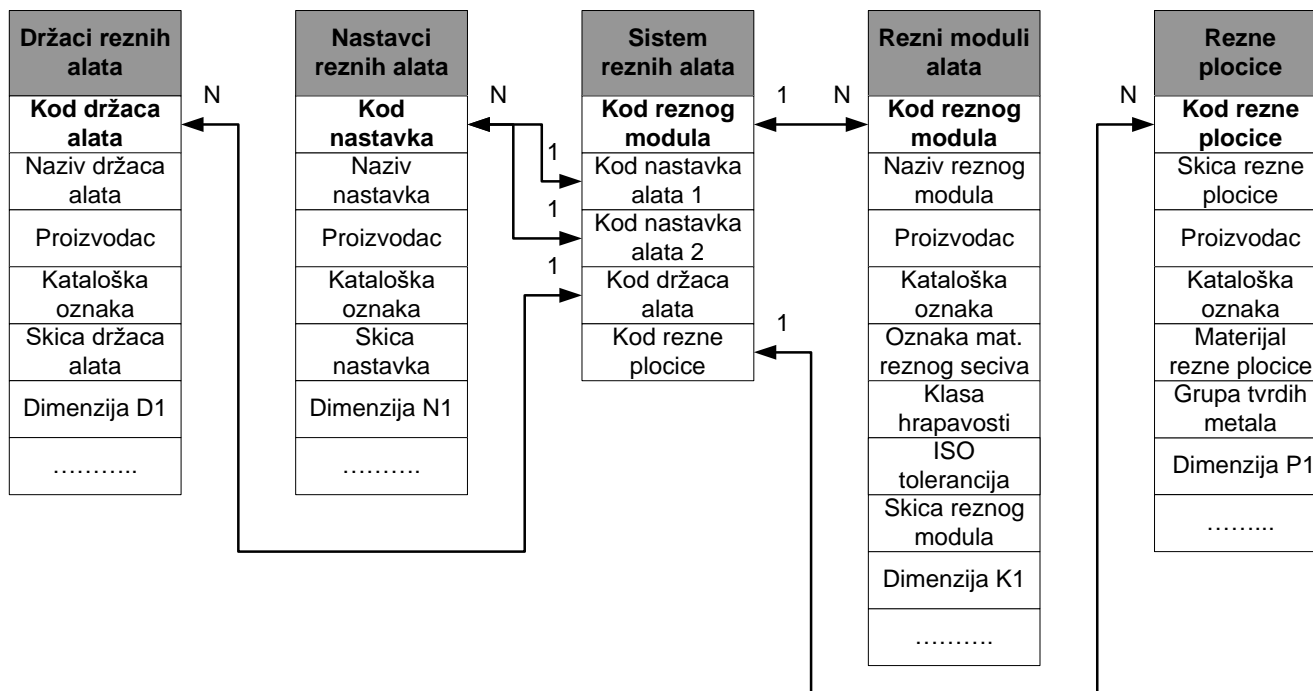 Držaci reznih
alata
Kod držaca
alata
Naziv držaca
alata
Proizvodac
Kataloška
oznaka
Skica držaca
alata
Dimenzija D1
………..
N
Nastavci
reznih alata
Kod
nastavka
Naziv
nastavka
Proizvodac
Kataloška
oznaka
Skica
nastavka
Dimenzija N1
……….
N
1
1
1
Sistem
reznih alata
Kod reznog
modula
Kod nastavka
alata 1
Kod nastavka
alata 2
Kod držaca
alata
Kod rezne
plocice
1
N
1
Rezni moduli
alata
Kod reznog
modula
Naziv reznog
modula
Proizvodac
Kataloška
oznaka
Oznaka mat.
reznog seciva
Klasa
hrapavosti
ISO
tolerancija
Skica reznog
modula
Dimenzija K1
……….
N
Rezne
plocice
Kod rezne
plocice
Skica rezne
plocice
Proizvodac
Kataloška
oznaka
Materijal
rezne plocice
Grupa tvrdih
metala
Dimenzija P1
……...